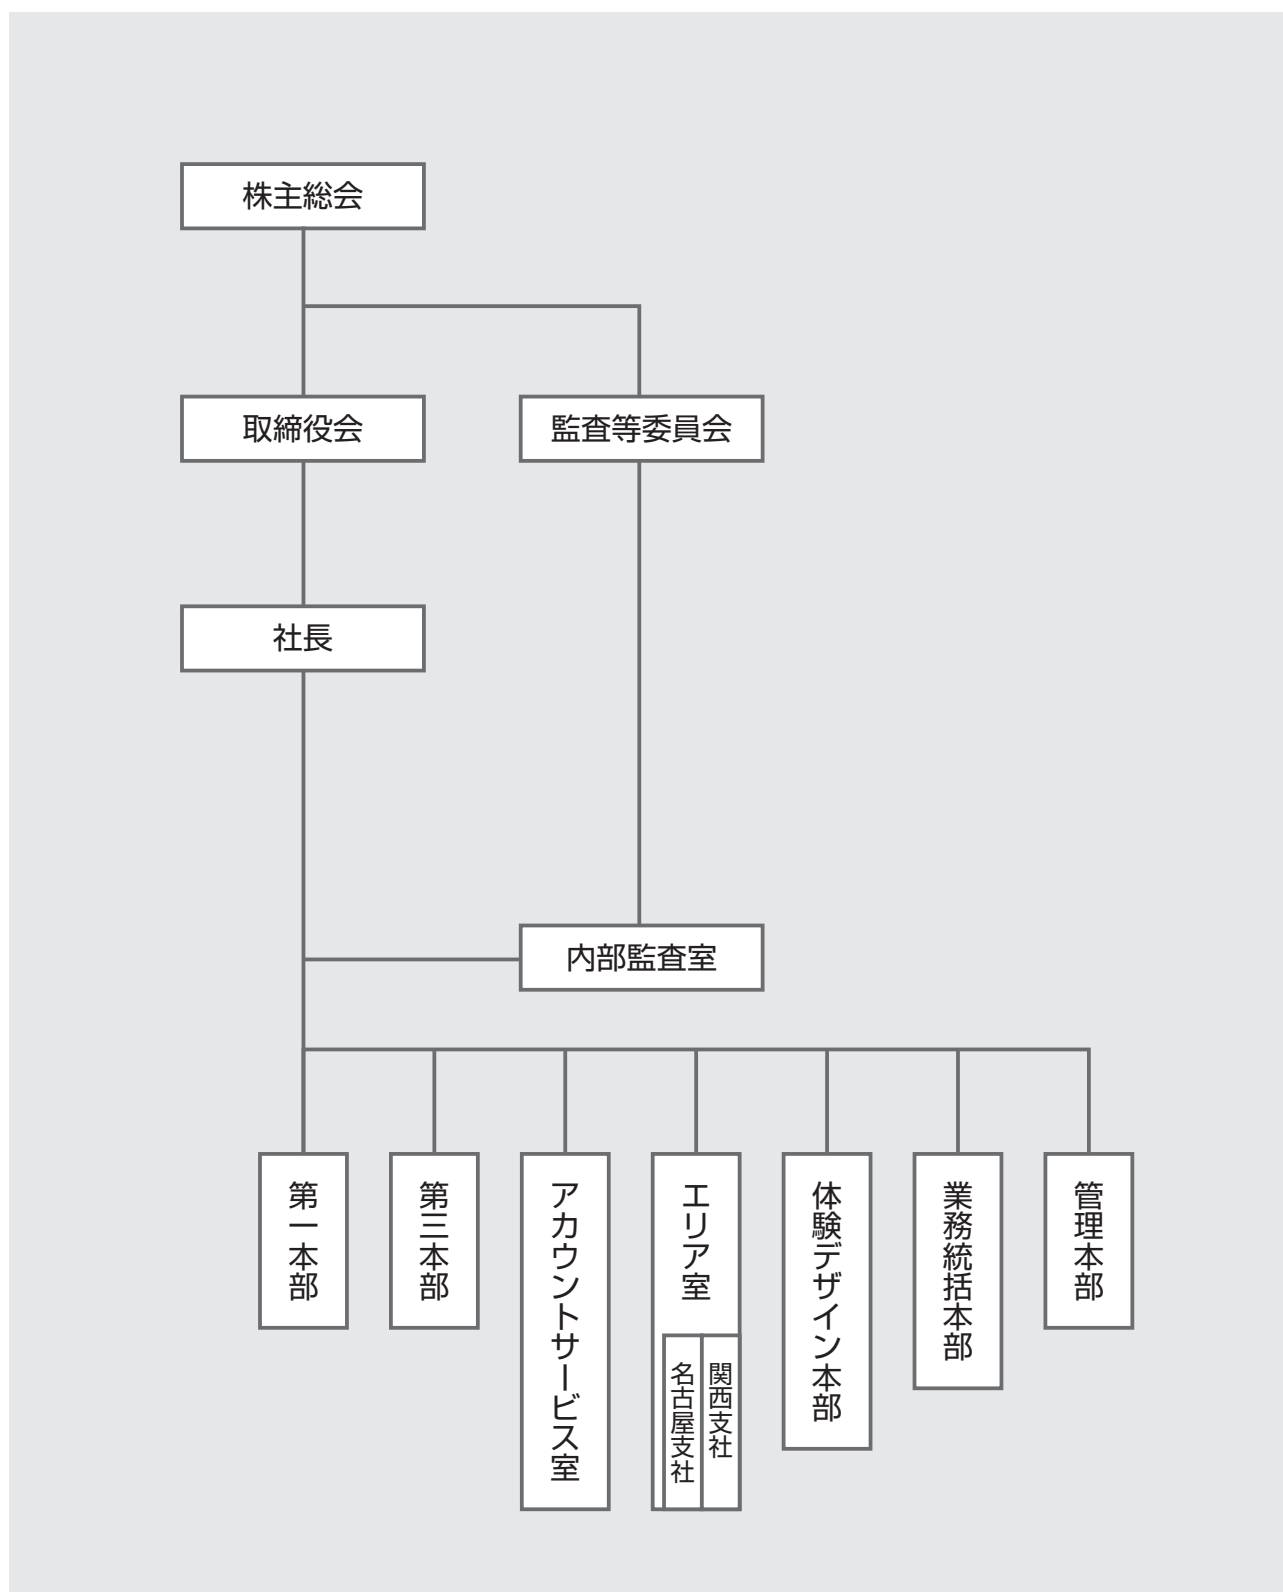 株主総会
取締役会
監査等委員会
社長
内部監査室
第一本部
第三本部
アカウントサービス室
エリア室
名古屋支社
関西支社
体験デザイン本部
業務統括本部
管理本部